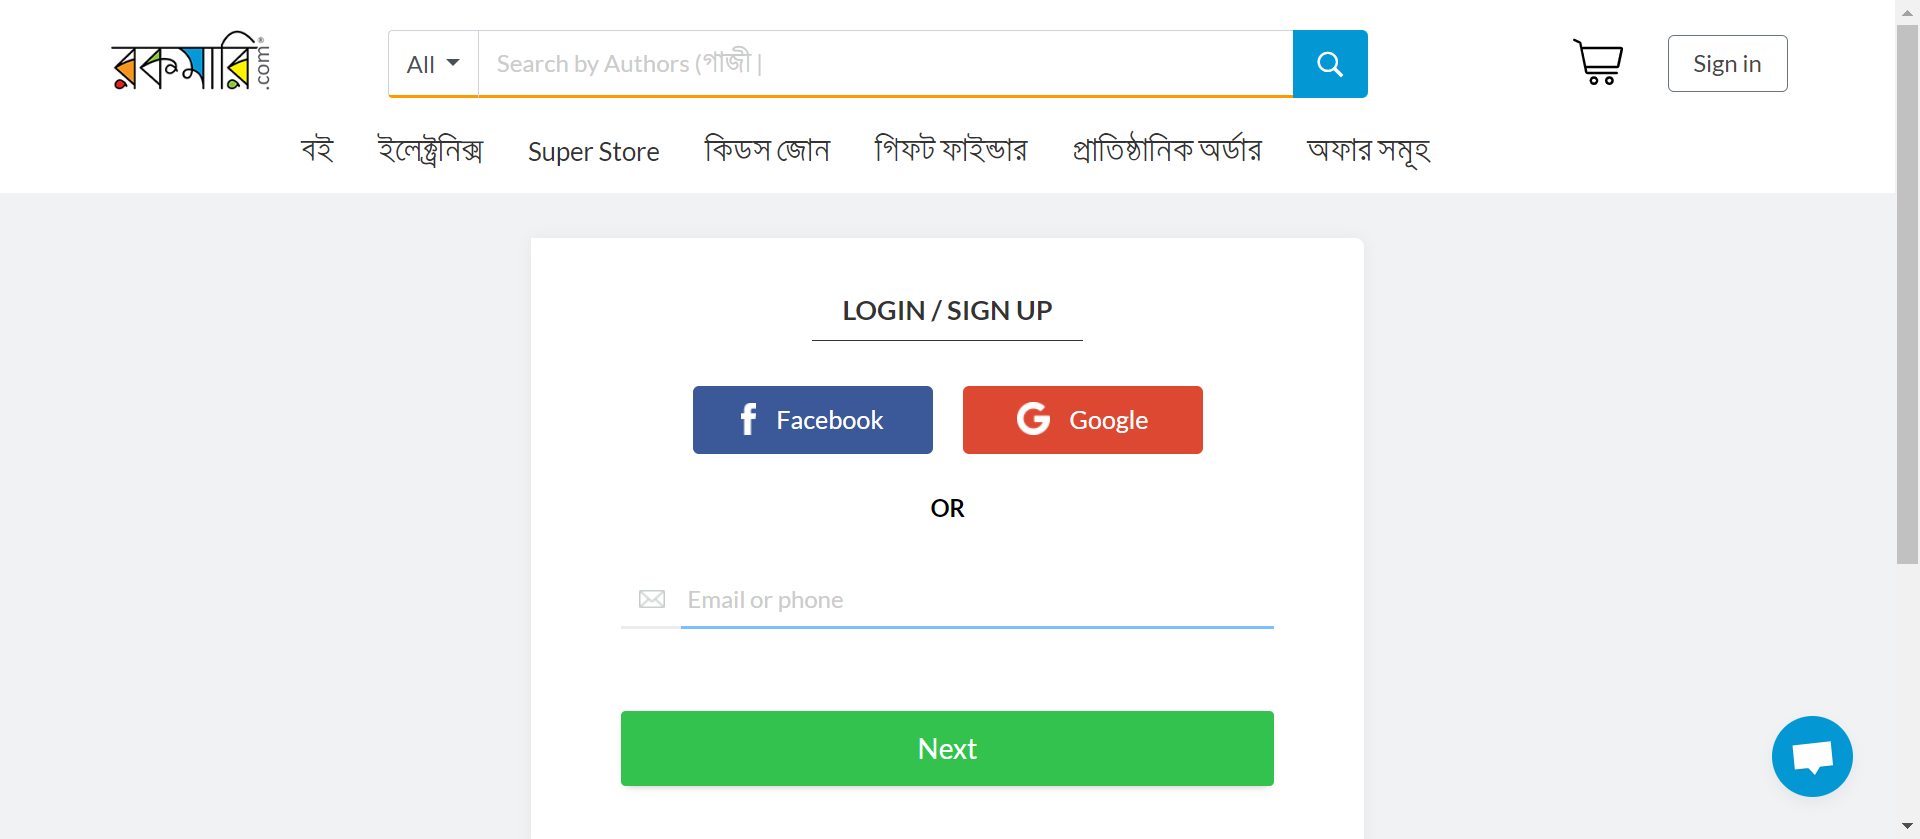 রকমারি.com
All Search by Authors (গাজী |
Sign in
বই ইলেক্ট্রনিক্স Super Store কিডস জোন গিফট ফাইন্ডার প্রাতিষ্ঠানিক অর্ডার অফার সমূহ
LOGIN / SIGN UP
Facebook Google
OR
Email or phone
Next